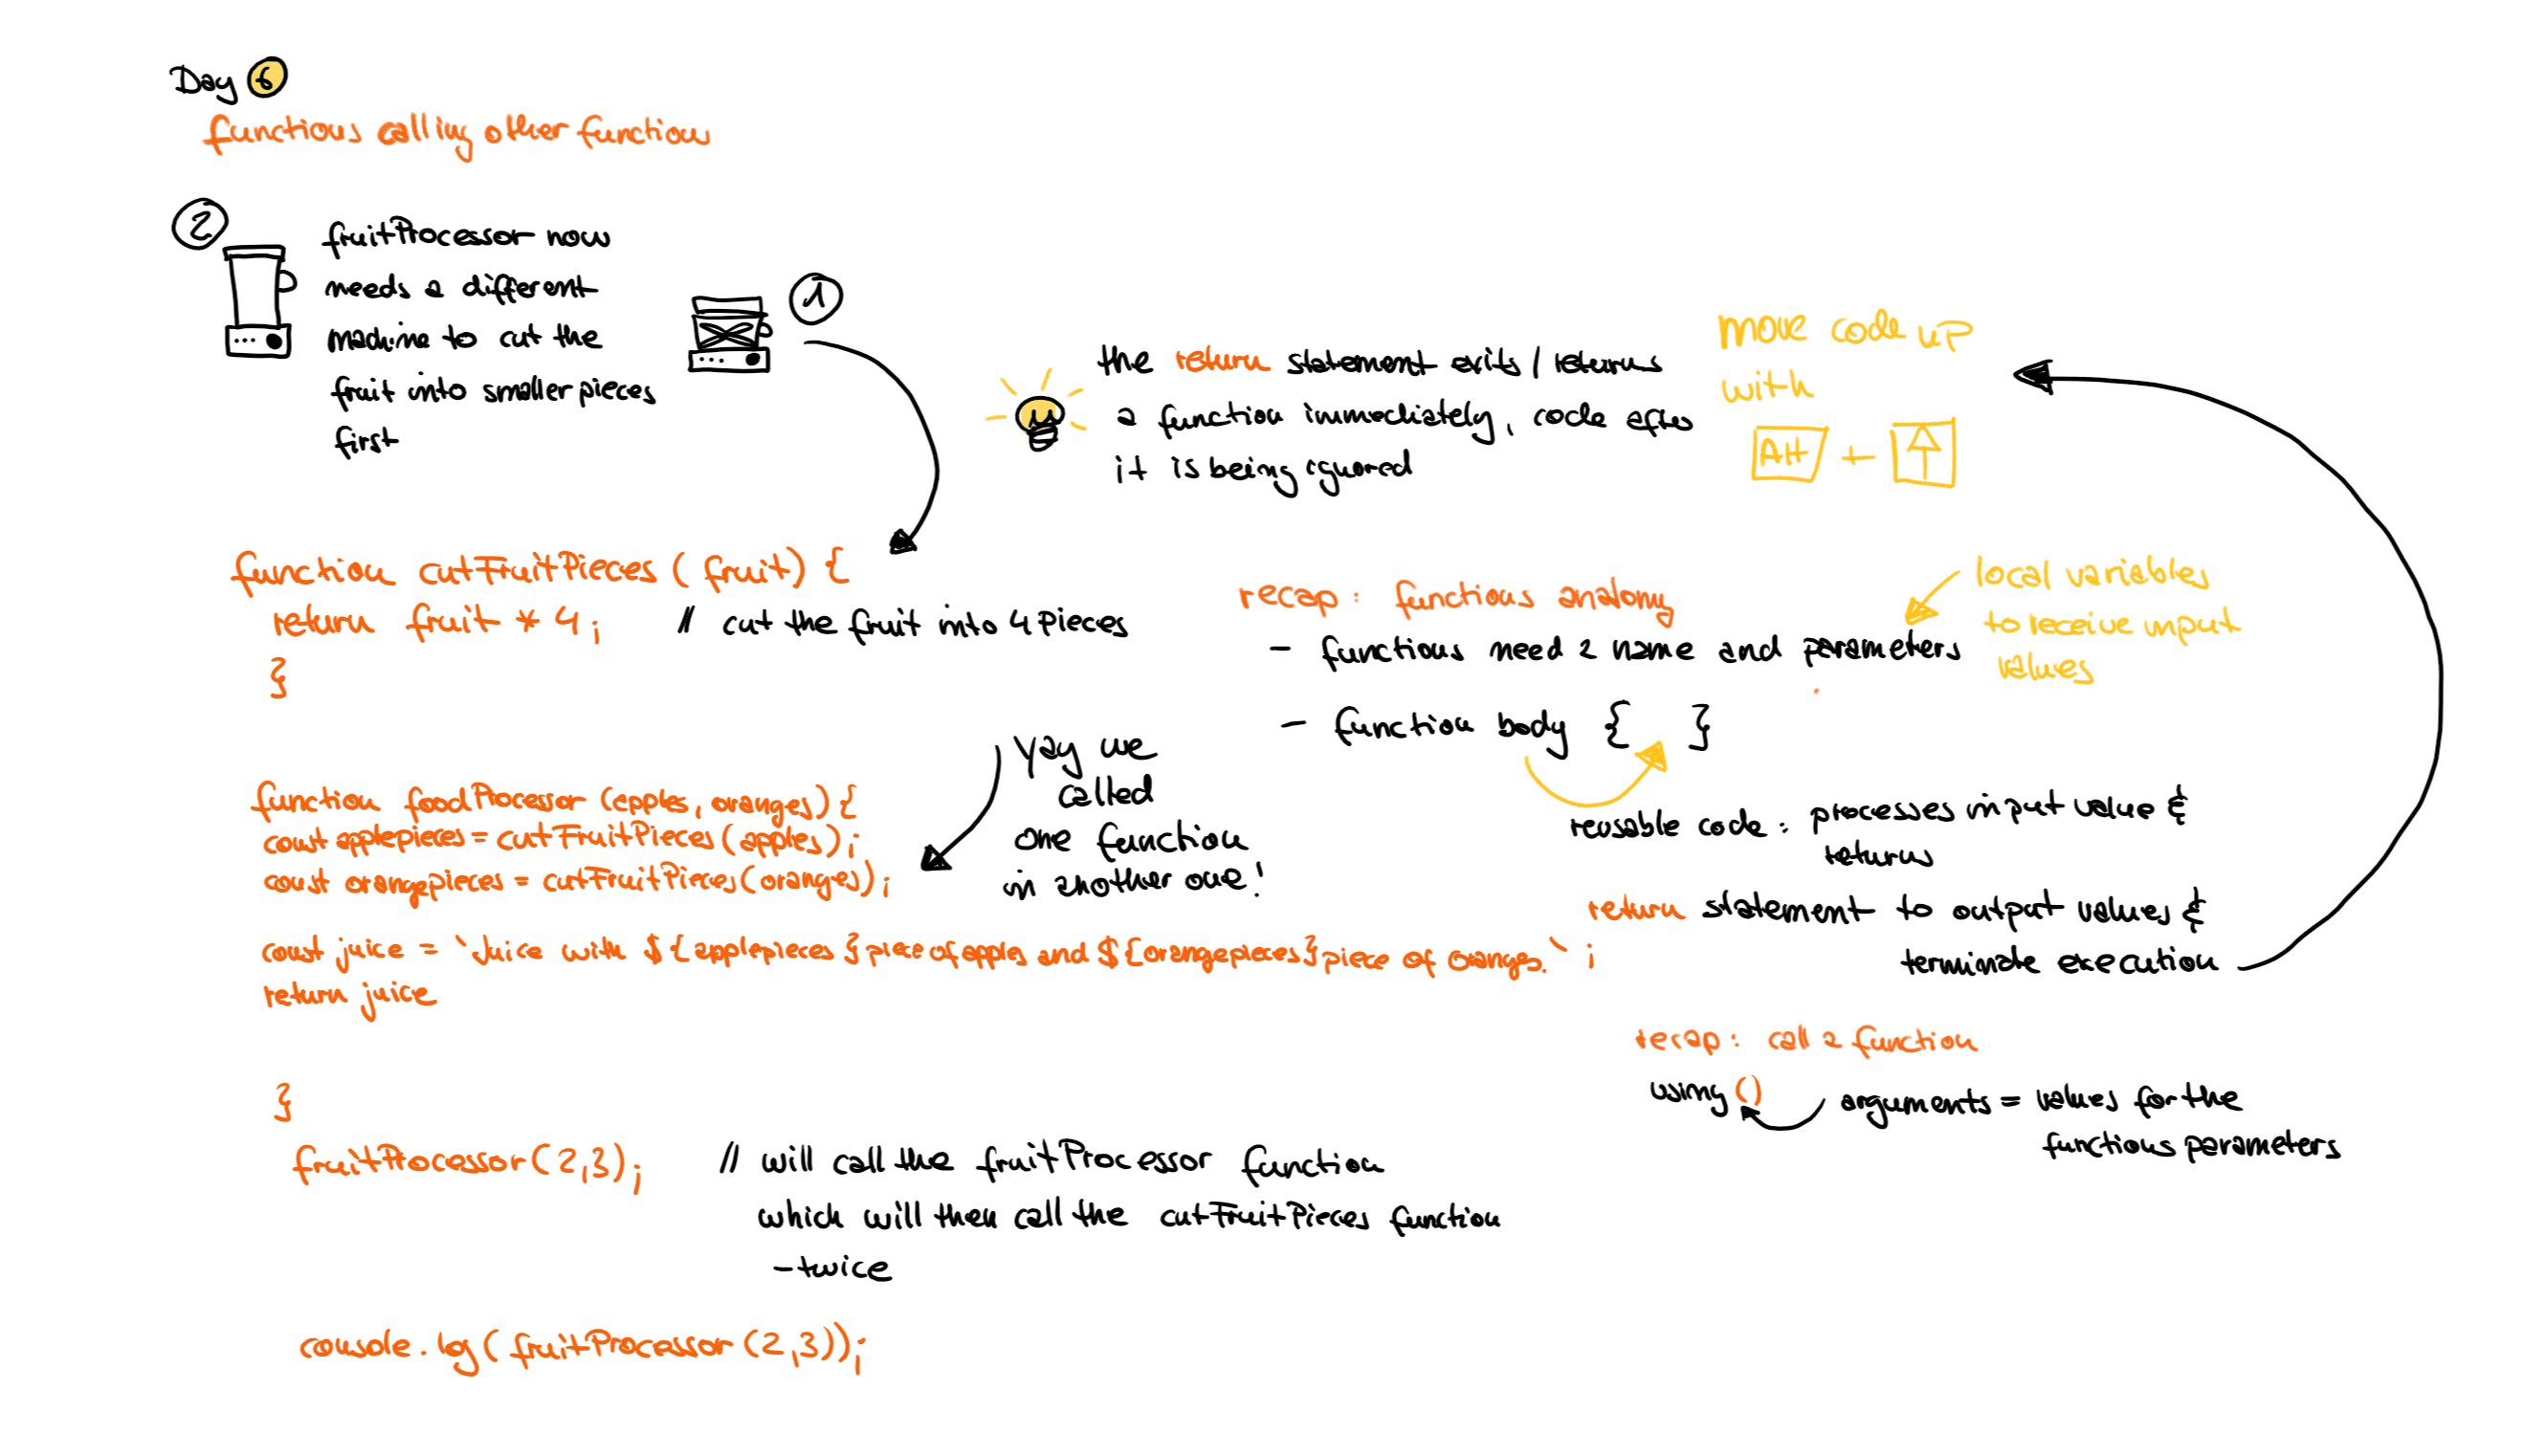 Day 6
functions calling other functions
2
fruitProcessor now
needs a different
machine to cut the
fruit into smaller pieces
first
1
the return statement exits / returns
a function immediately, code after
it is being ignored
move code up
with
Alt + ↑
function cutFruitPieces ( fruit) {
return fruit * 4 ; // cut the fruit into 4 pieces
}
recap : functions anatomy
- functions need a name and parameters
local variables
to receive input
values
- function body { }
reusable code : processes input value &
returns
return statement to output values &
terminate execution
Yay we
called
one function
in another one!
function foodProcessor (apples, oranges) {
const applepieces = cutFruitPieces (apples) ;
const orangepieces = cutFruitPieces (oranges) ;
const juice = `Juice with ${applepieces} piece of apples and ${orangepieces} piece of oranges.` ;
return juice
}
recap : call a function
using () arguments = values for the
functions parameters
fruitProcessor (2,3) ; // will call the fruitProcessor function
which will then call the cutFruitPieces function
- twice
console.log ( fruitProcessor (2,3)) ;